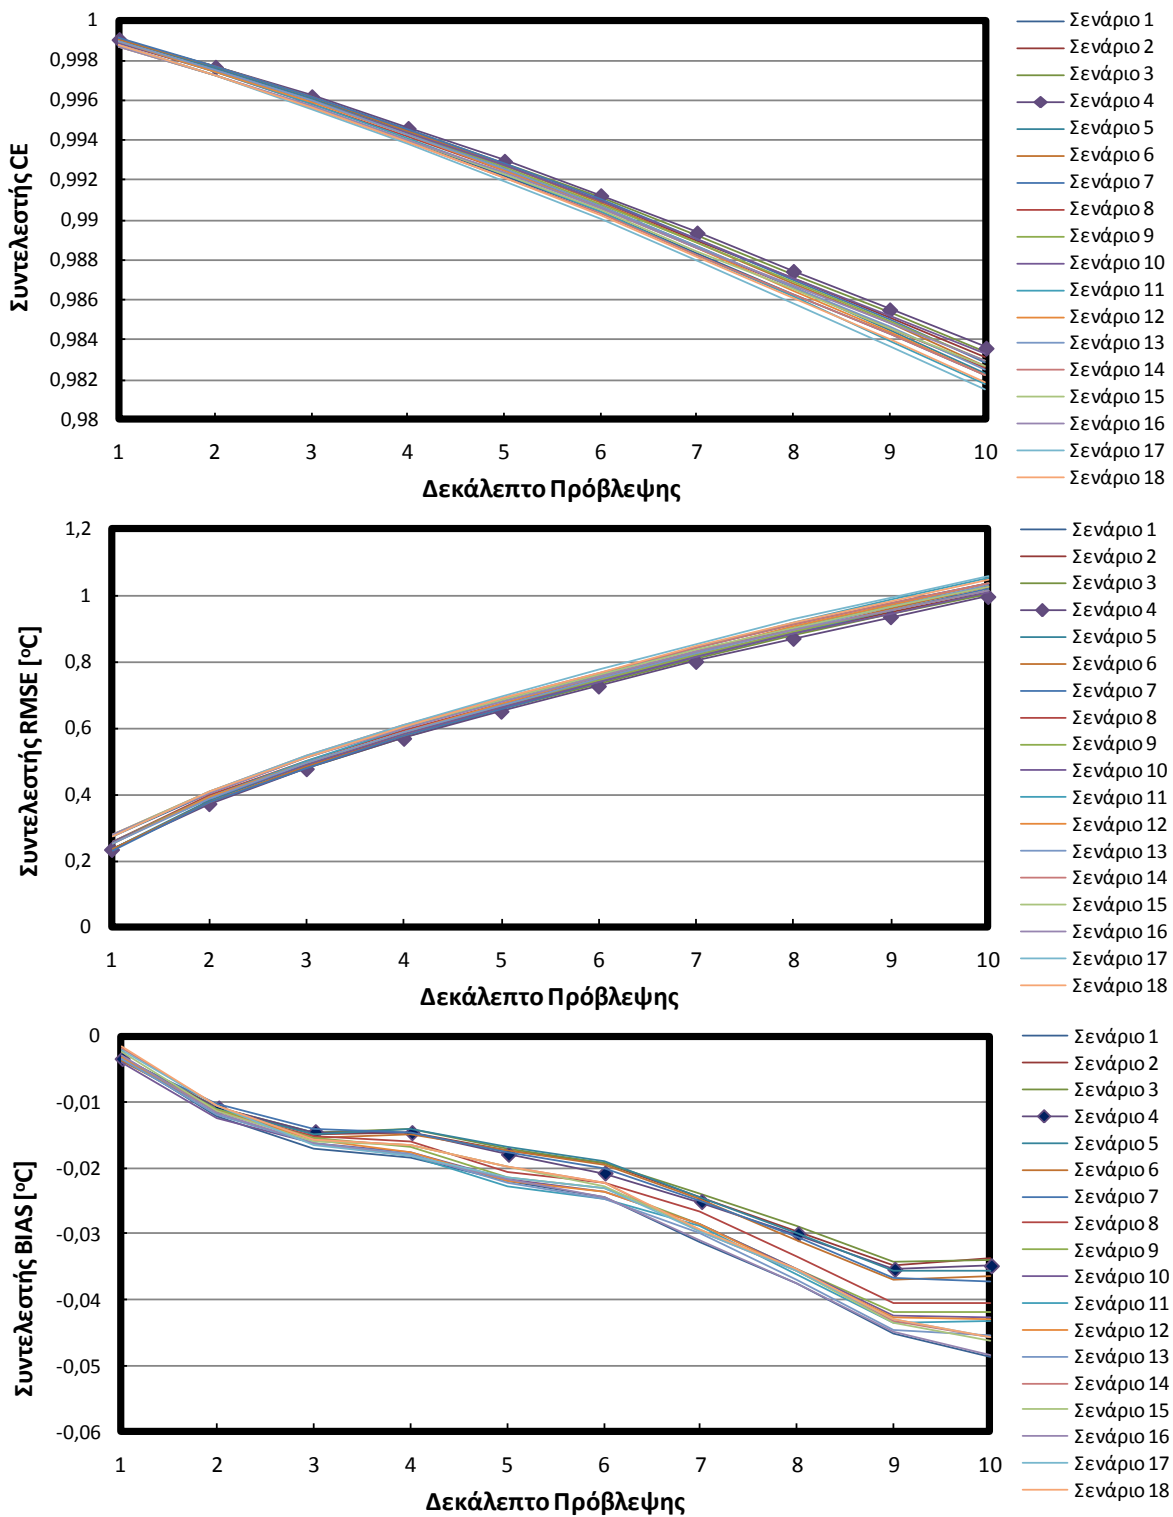 Συντελεστής CE
1
0,998
0,996
0,994
0,992
0,99
0,988
0,986
0,984
0,982
0,98
1 2 3 4 5 6 7 8 9 10
Δεκάλεπτο Πρόβλεψης
Σενάριο 1
Σενάριο 2
Σενάριο 3
Σενάριο 4
Σενάριο 5
Σενάριο 6
Σενάριο 7
Σενάριο 8
Σενάριο 9
Σενάριο 10
Σενάριο 11
Σενάριο 12
Σενάριο 13
Σενάριο 14
Σενάριο 15
Σενάριο 16
Σενάριο 17
Σενάριο 18
Συντελεστής RMSE [οC]
1,2
1
0,8
0,6
0,4
0,2
0
1 2 3 4 5 6 7 8 9 10
Δεκάλεπτο Πρόβλεψης
Σενάριο 1
Σενάριο 2
Σενάριο 3
Σενάριο 4
Σενάριο 5
Σενάριο 6
Σενάριο 7
Σενάριο 8
Σενάριο 9
Σενάριο 10
Σενάριο 11
Σενάριο 12
Σενάριο 13
Σενάριο 14
Σενάριο 15
Σενάριο 16
Σενάριο 17
Σενάριο 18
Συντελεστής BIAS [οC]
0
-0,01
-0,02
-0,03
-0,04
-0,05
-0,06
1 2 3 4 5 6 7 8 9 10
Δεκάλεπτο Πρόβλεψης
Σενάριο 1
Σενάριο 2
Σενάριο 3
Σενάριο 4
Σενάριο 5
Σενάριο 6
Σενάριο 7
Σενάριο 8
Σενάριο 9
Σενάριο 10
Σενάριο 11
Σενάριο 12
Σενάριο 13
Σενάριο 14
Σενάριο 15
Σενάριο 16
Σενάριο 17
Σενάριο 18